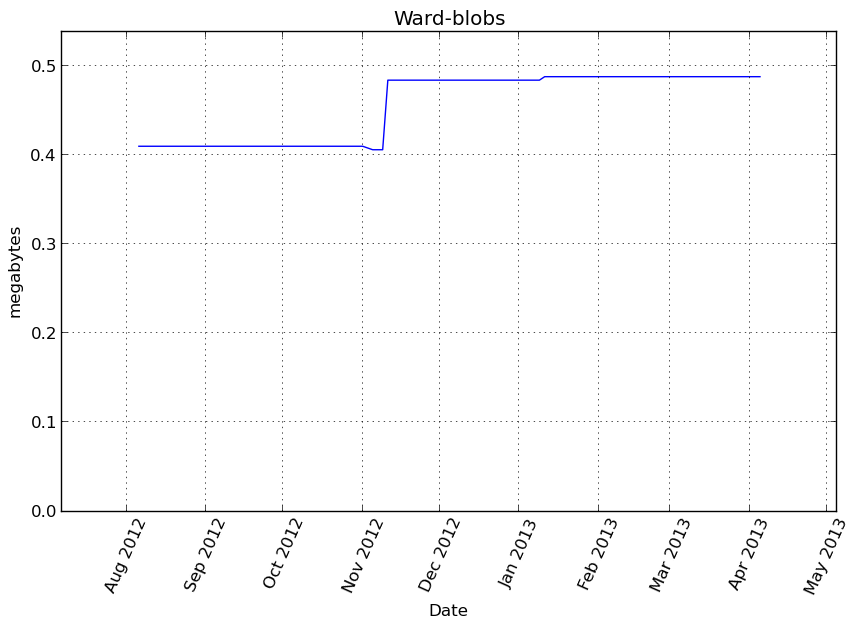 Ward-blobs
0.5
0.4
0.3
0.2
0.1
0.0
megabytes
Aug 2012
Sep 2012
Oct 2012
Nov 2012
Dec 2012
Jan 2013
Feb 2013
Mar 2013
Apr 2013
May 2013
Date